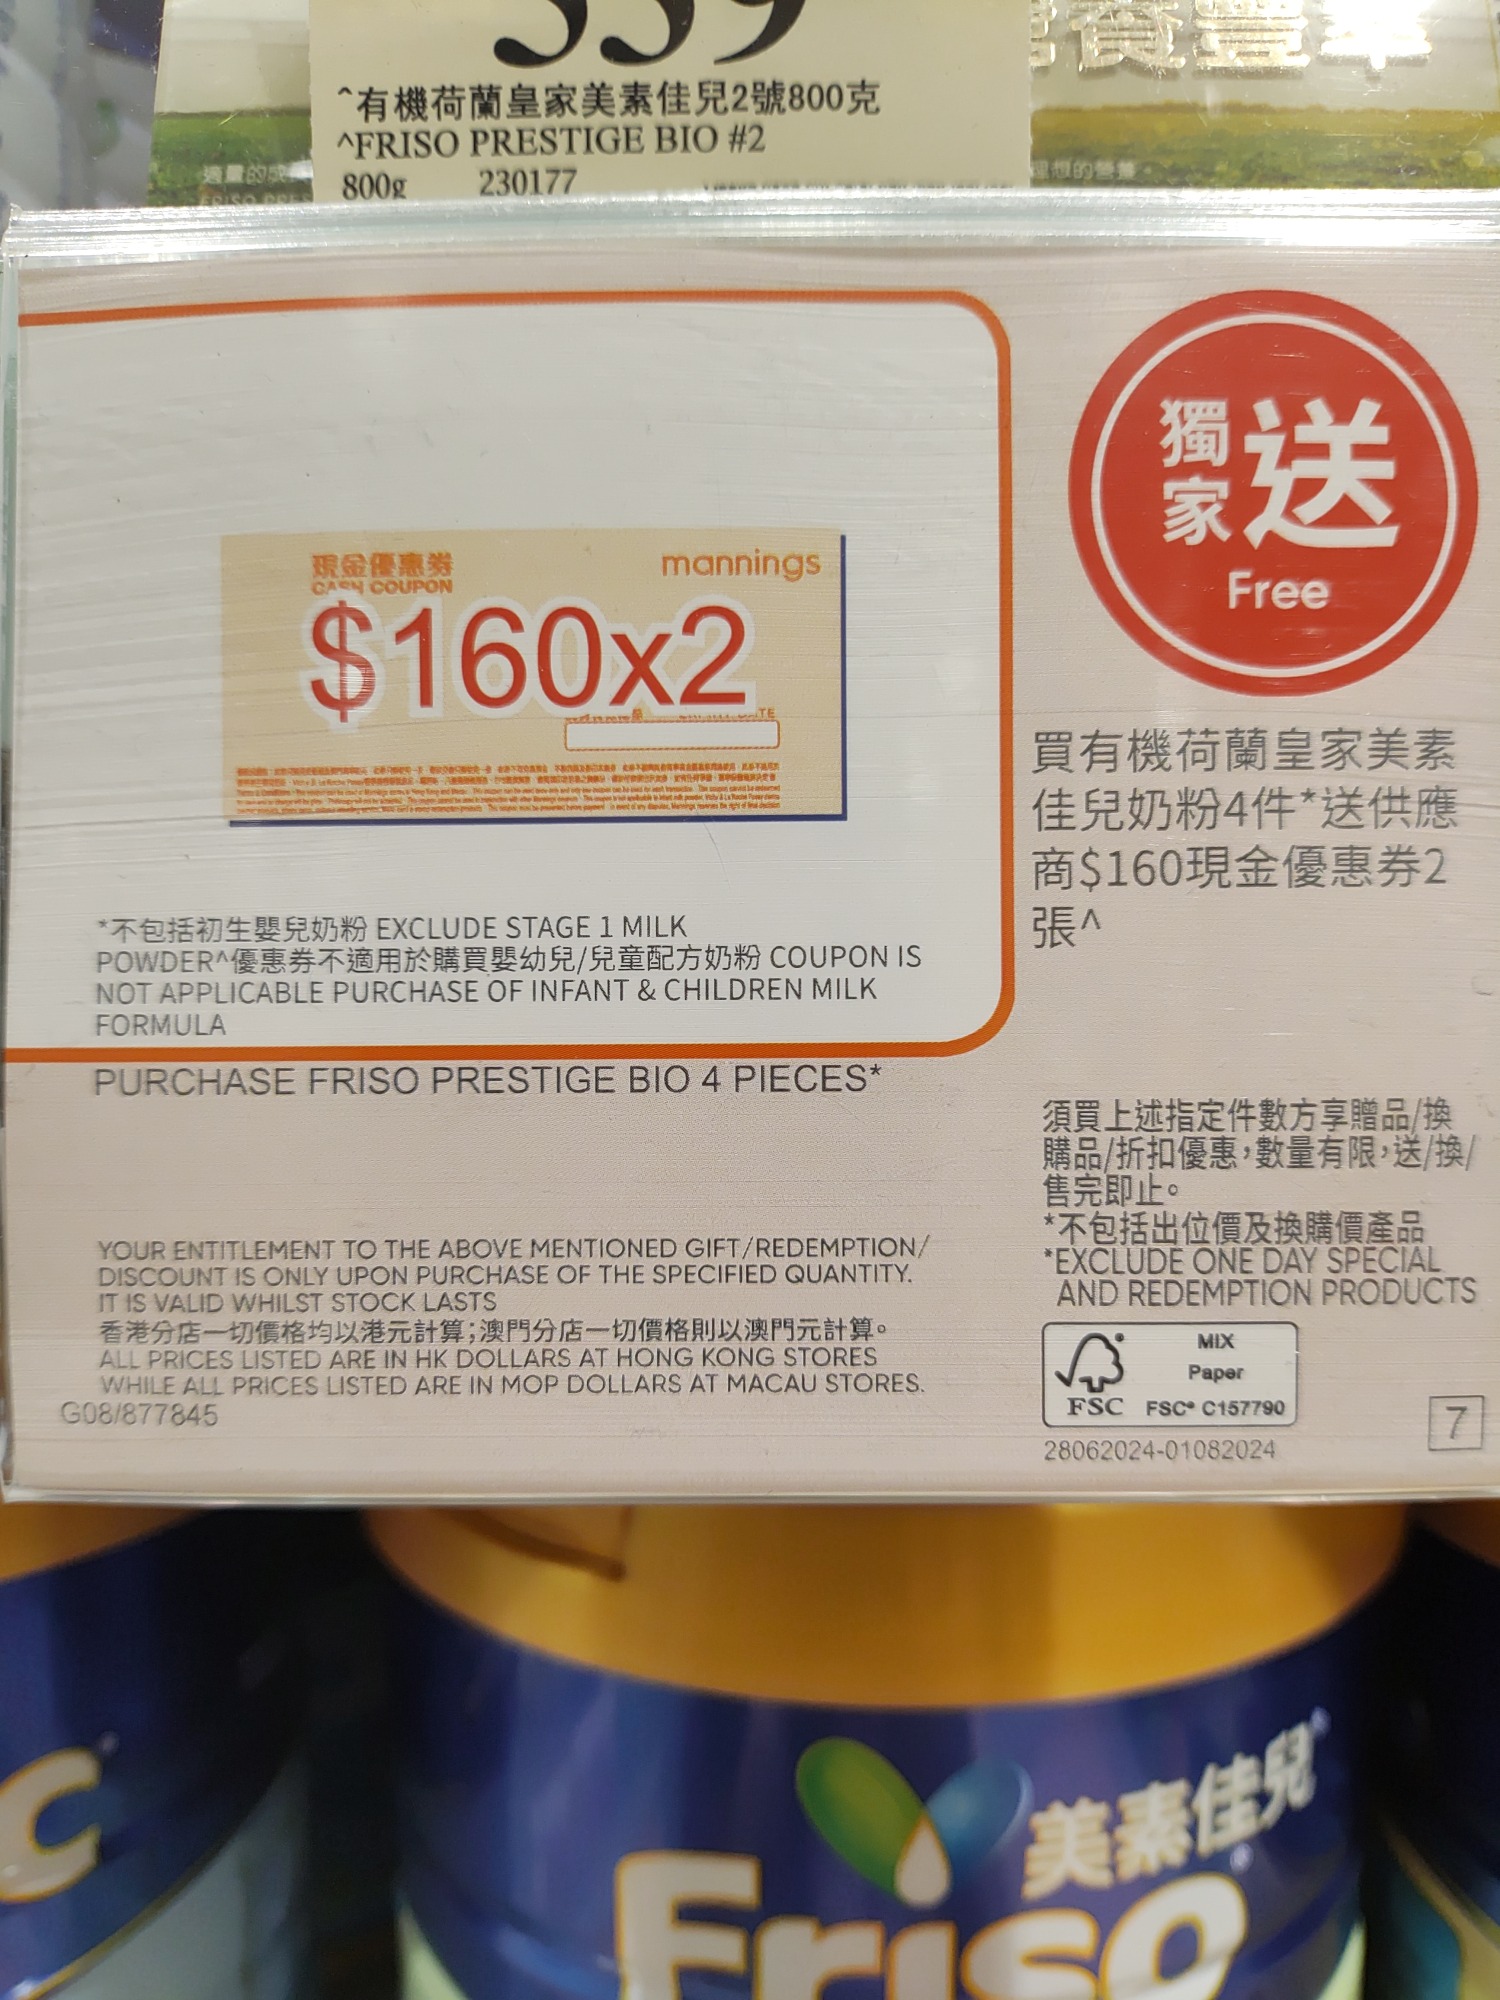 ^有機荷蘭皇家美素佳兒2號800克
^FRISO PRESTIGE BIO #2
800g 230177
適量的成
理想的營養。
現金優惠券
CASH COUPON
mannings
$160x2
獨家送
Free
買有機荷蘭皇家美素
佳兒奶粉4件*送供應
商$160現金優惠券2
張^
*不包括初生嬰兒奶粉 EXCLUDE STAGE 1 MILK
POWDER^優惠券不適用於購買嬰幼兒/兒童配方奶粉 COUPON IS
NOT APPLICABLE PURCHASE OF INFANT & CHILDREN MILK
FORMULA
PURCHASE FRISO PRESTIGE BIO 4 PIECES*
須買上述指定件數方享贈品/換
購品/折扣優惠,數量有限,送/換/
售完即止。
*不包括出位價及換購價產品
*EXCLUDE ONE DAY SPECIAL
AND REDEMPTION PRODUCTS
YOUR ENTITLEMENT TO THE ABOVE MENTIONED GIFT/REDEMPTION/
DISCOUNT IS ONLY UPON PURCHASE OF THE SPECIFIED QUANTITY.
IT IS VALID WHILST STOCK LASTS
香港分店一切價格均以港元計算;澳門分店一切價格則以澳門元計算。
ALL PRICES LISTED ARE IN HK DOLLARS AT HONG KONG STORES
WHILE ALL PRICES LISTED ARE IN MOP DOLLARS AT MACAU STORES.
G08/877845
MIX
Paper
FSC FSC® C157790
28062024-01082024
7
美素佳兒®
Friso®